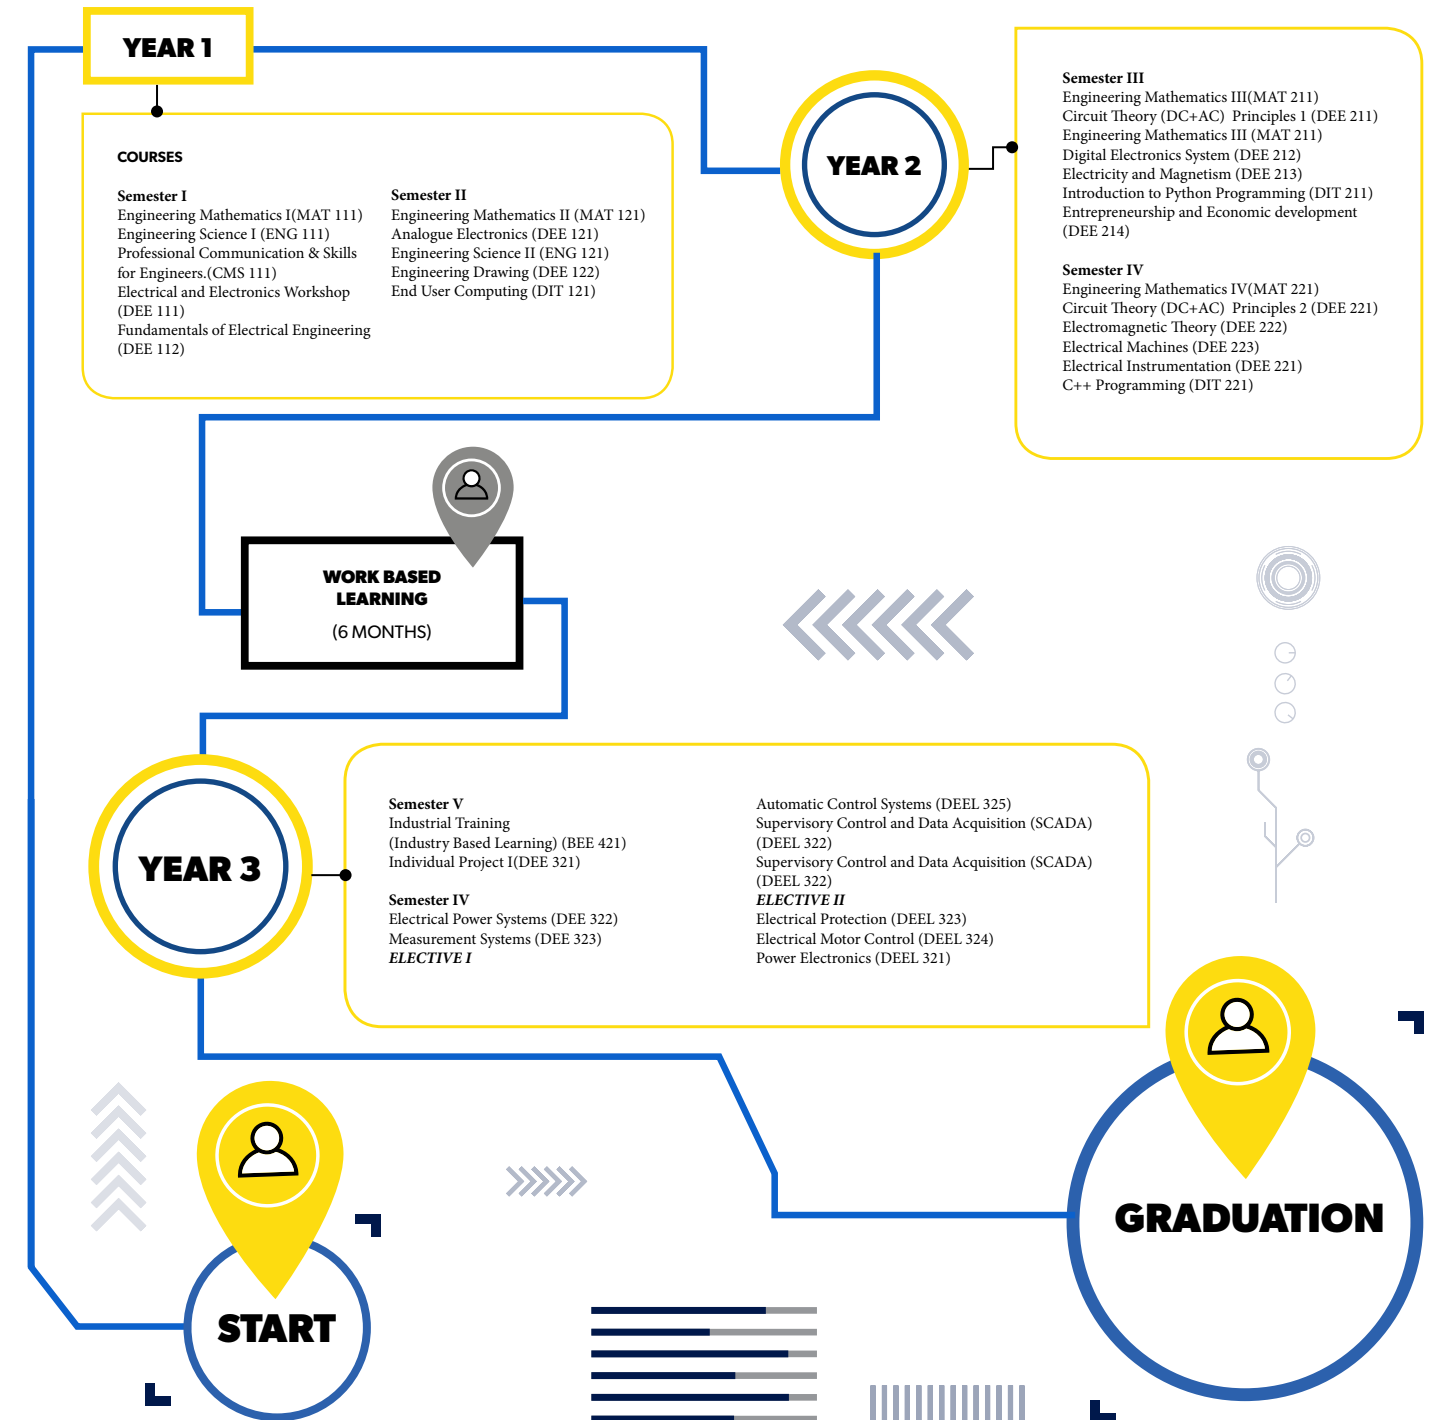 YEAR 1
COURSES
Semester I
Engineering Mathematics I(MAT 111)
Engineering Science I (ENG 111)
Professional Communication & Skills
for Engineers.(CMS 111)
Electrical and Electronics Workshop
(DEE 111)
Fundamentals of Electrical Engineering
(DEE 112)
Semester II
Engineering Mathematics II (MAT 121)
Analogue Electronics (DEE 121)
Engineering Science II (ENG 121)
Engineering Drawing (DEE 122)
End User Computing (DIT 121)
YEAR 2
Semester III
Engineering Mathematics III(MAT 211)
Circuit Theory (DC+AC) Principles 1 (DEE 211)
Engineering Mathematics III (MAT 211)
Digital Electronics System (DEE 212)
Electricity and Magnetism (DEE 213)
Introduction to Python Programming (DIT 211)
Entrepreneurship and Economic development
(DEE 214)
Semester IV
Engineering Mathematics IV(MAT 221)
Circuit Theory (DC+AC) Principles 2 (DEE 221)
Electromagnetic Theory (DEE 222)
Electrical Machines (DEE 223)
Electrical Instrumentation (DEE 221)
C++ Programming (DIT 221)
WORK BASED
LEARNING
(6 MONTHS)
YEAR 3
Semester V
Industrial Training
(Industry Based Learning) (BEE 421)
Individual Project I(DEE 321)
Semester IV
Electrical Power Systems (DEE 322)
Measurement Systems (DEE 323)
ELECTIVE I
Automatic Control Systems (DEEL 325)
Supervisory Control and Data Acquisition (SCADA)
(DEEL 322)
Supervisory Control and Data Acquisition (SCADA)
(DEEL 322)
ELECTIVE II
Electrical Protection (DEEL 323)
Electrical Motor Control (DEEL 324)
Power Electronics (DEEL 321)
GRADUATION
START